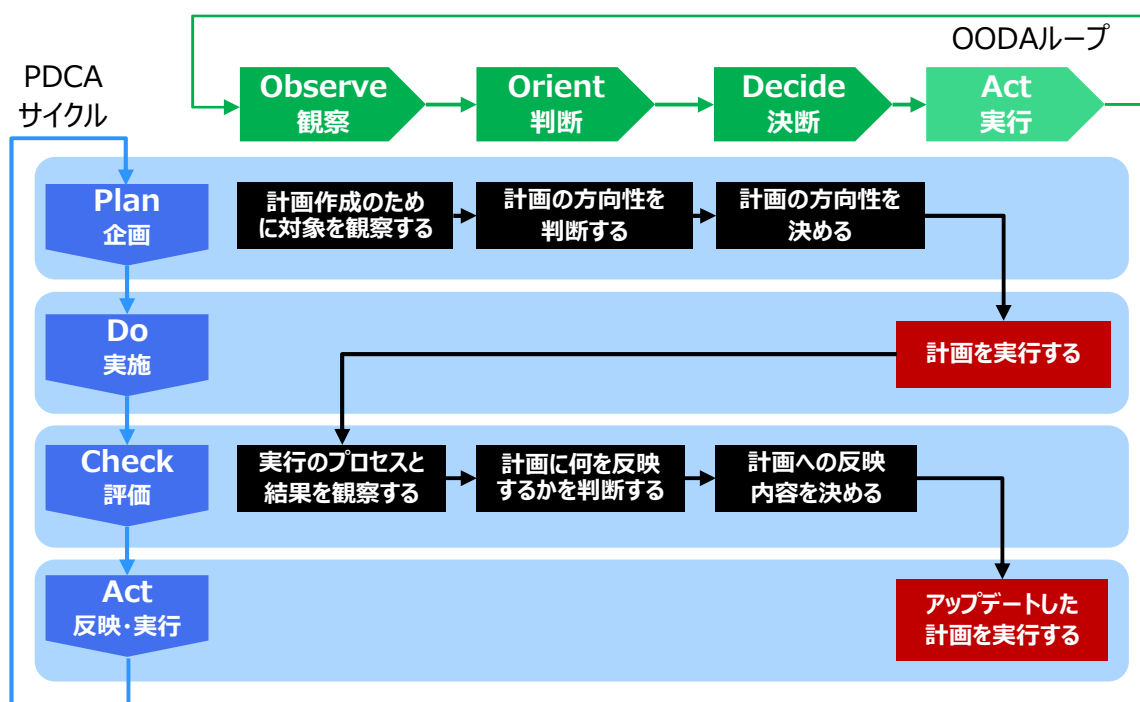 OODAループ
PDCA
サイクル
Observe
観察
Orient
判断
Decide
決断
Act
実行
Plan
企画
計画作成のため
に対象を観察する
計画の方向性を
判断する
計画の方向性を
決める
Do
実施
計画を実行する
Check
評価
実行のプロセスと
結果を観察する
計画に何を反映
するかを判断する
計画への反映
内容を決める
Act
反映・実行
アップデートした
計画を実行する